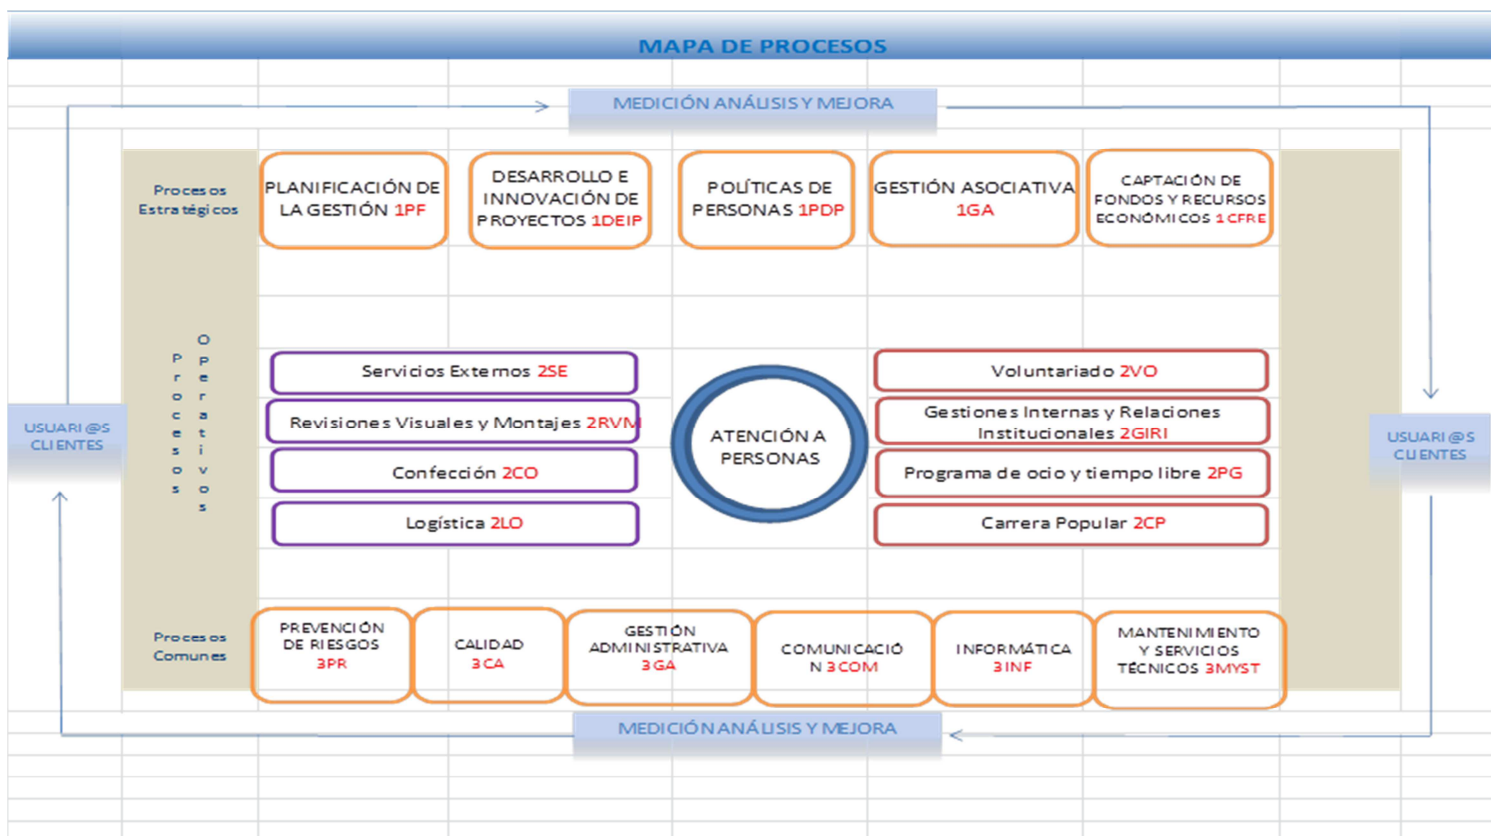 MAPA DE PROCESOS
MEDICIÓN ANÁLISIS Y MEJORA
Procesos
Estratégicos
PLANIFICACIÓN DE
LA GESTIÓN 1PF
DESARROLLO E
INNOVACIÓN DE
PROYECTOS 1DEIP
POLÍTICAS DE
PERSONAS 1PDP
GESTIÓN ASOCIATIVA
1GA
CAPTACIÓN DE
FONDOS Y RECURSOS
ECONÓMICOS 1CFRE
USUARI@S
CLIENTES
Procesos
Operativos
Servicios Externos 2SE
Revisiones Visuales y Montajes 2RVM
Confección 2CO
Logística 2LO
ATENCIÓN A
PERSONAS
Voluntariado 2VO
Gestiones Internas y Relaciones
Institucionales 2GIRI
Programa de ocio y tiempo libre 2PG
Carrera Popular 2CP
USUARI@S
CLIENTES
Procesos
Comunes
PREVENCIÓN
DE RIESGOS
3PR
CALIDAD
3CA
GESTIÓN
ADMINISTRATIVA
3GA
COMUNICACIÓ
N 3COM
INFORMÁTICA
3INF
MANTENIMIENTO
Y SERVICIOS
TÉCNICOS 3MYST
MEDICIÓN ANÁLISIS Y MEJORA